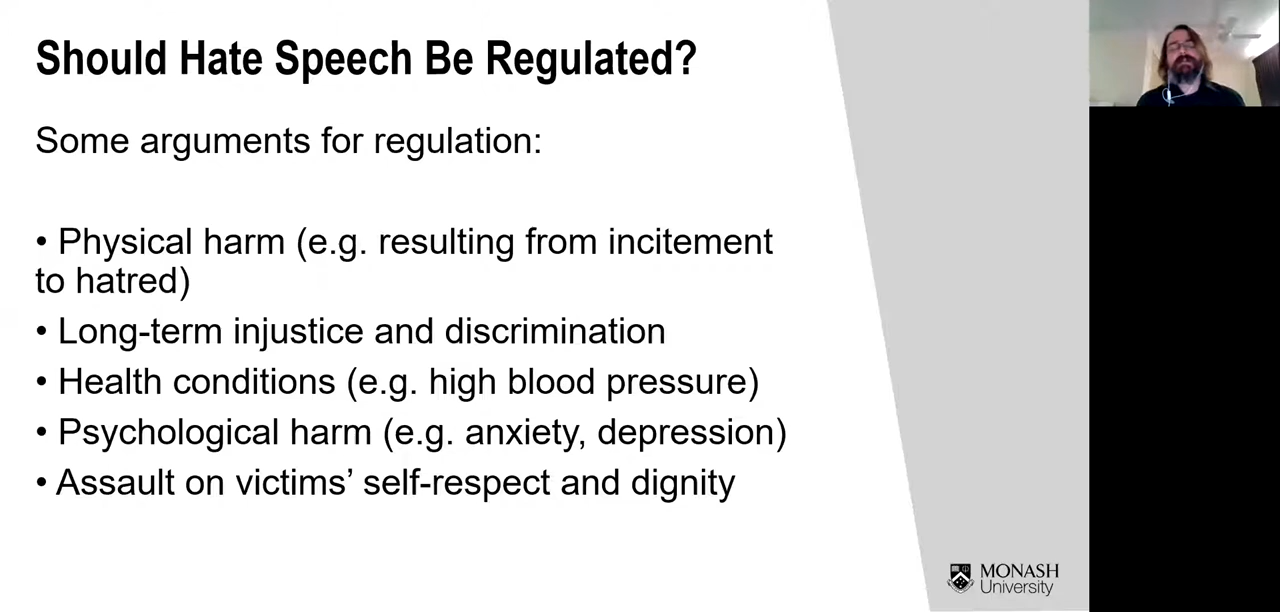 Should Hate Speech Be Regulated?
Some arguments for regulation:
• Physical harm (e.g. resulting from incitement
to hatred)
• Long-term injustice and discrimination
• Health conditions (e.g. high blood pressure)
• Psychological harm (e.g. anxiety, depression)
• Assault on victims’ self-respect and dignity
MONASH
University